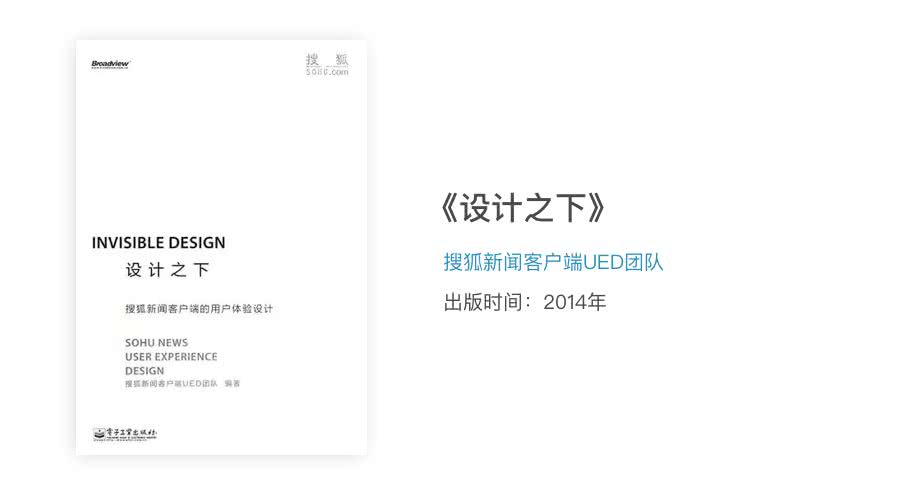 Broadview
搜 狐
SOHU.com
INVISIBLE DESIGN
设计之下
搜狐新闻客户端的用户体验设计
SOHU NEWS
USER EXPERIENCE
DESIGN
搜狐新闻客户端UED团队 编著
电子工业出版社
《设计之下》
搜狐新闻客户端UED团队
出版时间：2014年